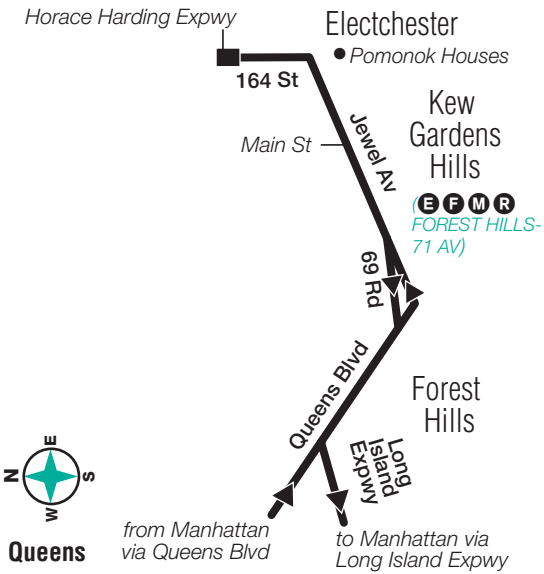 Horace Harding Expwy
Electchester
Pomonok Houses
164 St
Kew
Gardens
Hills
Jewel Av
Main St
(E F M R
FOREST HILLS-
71 AV)
69 Rd
Queens Blvd
Forest
Hills
Long
Island
Expwy
E
N
S
W
Queens
from Manhattan
via Queens Blvd
to Manhattan via
Long Island Expwy